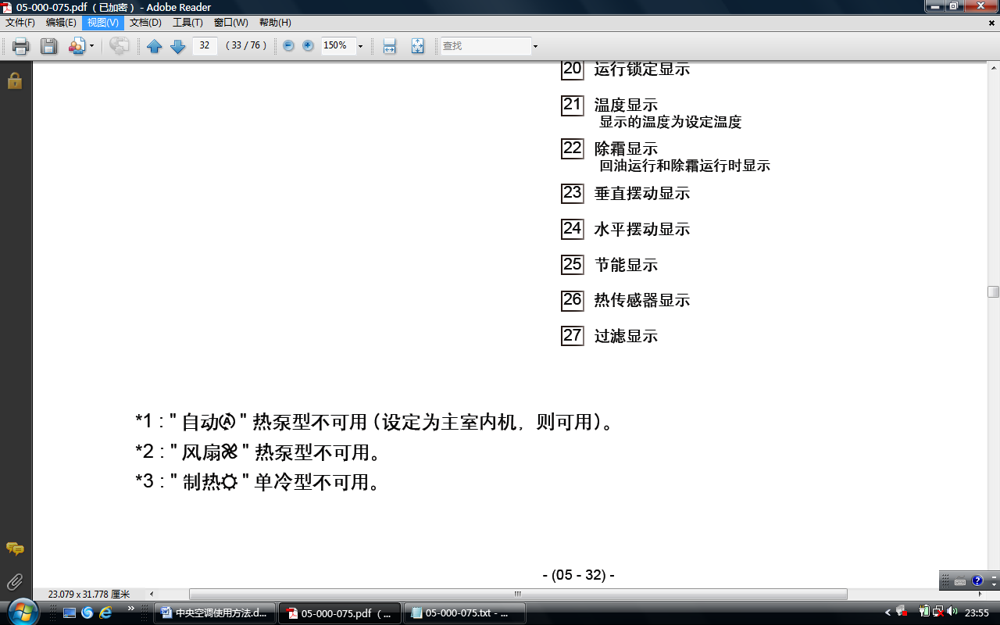 05-000-075.pdf （已加密） - Adobe Reader
文件(F) 编辑(E) 视图(V) 文档(D) 工具(T) 窗口(W) 帮助(H)
32 （33 / 76） 150% 查找
20 运行锁定显示
21 温度显示
显示的温度为设定温度
22 除霜显示
回油运行和除霜运行时显示
23 垂直摆动显示
24 水平摆动显示
25 节能显示
26 热传感器显示
27 过滤显示
*1 : " 自动 " 热泵型不可用 (设定为主室内机，则可用)。
*2 : " 风扇 " 热泵型不可用。
*3 : " 制热 " 单冷型不可用。
- (05 - 32) -
23.079 x 31.778 厘米
中央空调使用方法.d... 05-000-075.pdf （... 05-000-075.txt - ... 23:55